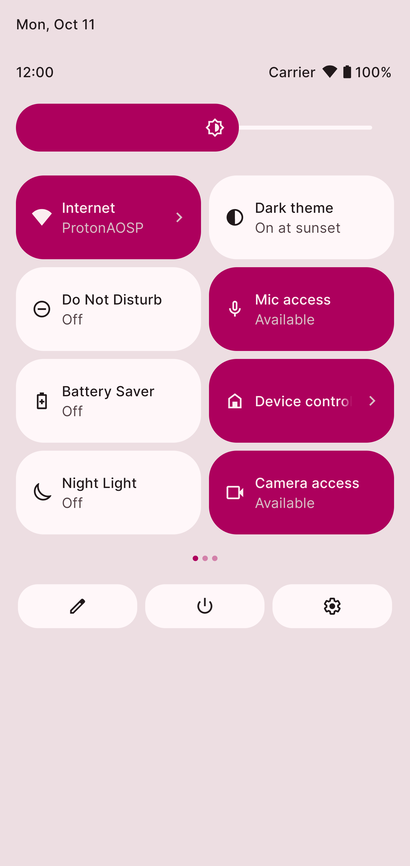 Mon, Oct 11
12:00
Carrier 100%
Internet
ProtonAOSP
Dark theme
On at sunset
Do Not Disturb
Off
Mic access
Available
Battery Saver
Off
Device contro
Night Light
Off
Camera access
Available